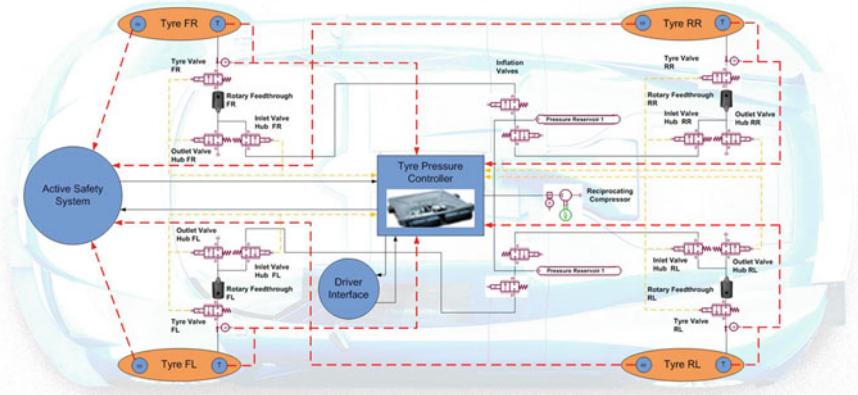 Tyre FR
T
Tyre RR
T
Tyre Valve
FR
Rotary Feedthrough
FR
Inlet Valve
Hub FR
Outlet Valve
Hub FR
Inflation
Valves
Pressure Reservoir 1
Tyre Valve
RR
Rotary Feedthrough
RR
Inlet Valve
Hub RR
Outlet Valve
Hub RR
Active Safety
System
Tyre Pressure
Controller
Reciprocating
Compressor
Outlet Valve
Hub FL
Inlet Valve
Hub FL
Rotary Feedthrough
FL
Tyre Valve
FL
Driver
Interface
Pressure Reservoir 1
Inlet Valve
Hub RL
Outlet Valve
Hub RL
Rotary Feedthrough
RL
Tyre Valve
RL
Tyre FL
T
Tyre RL
T